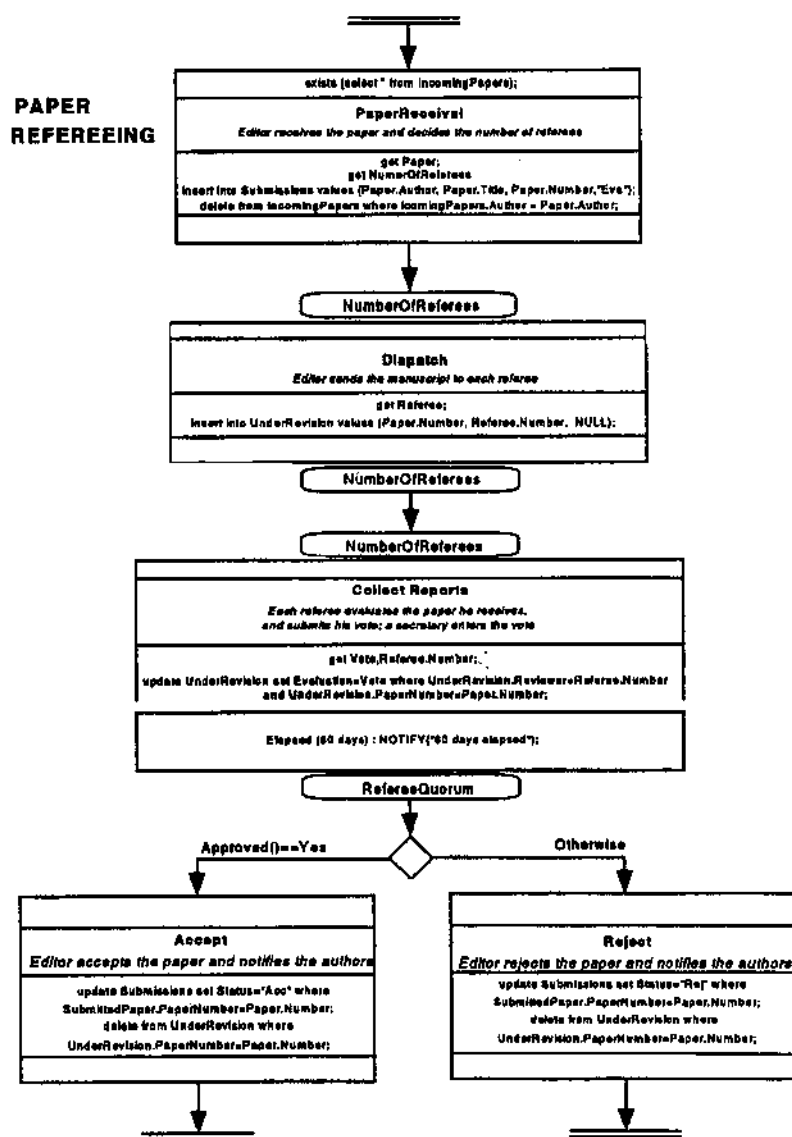 exists (select * from IncomingPapers);
PAPER
REFEREEING
PaperReceival
Editor receives the paper and decides the number of referees
get Paper;
get NumerOfReferees
insert into Submissions values (Paper.Author, Paper.Title, Paper.Number,"Eva");
delete from IncomingPapers where IcomingPapers.Author = Paper.Author;
NumberOfReferees
Dispatch
Editor sends the manuscript to each referee
get Referee;
insert into UnderRevision values (Paper.Number, Referee.Number, NULL);
NumberOfReferees
NumberOfReferees
Collect Reports
Each referee evaluates the paper he receives,
and submits his vote; a secretary enters the vote
get Vote,Referee.Number;
update UnderRevision set Evaluation=Vote where UnderRevision.Reviewer=Referee.Number
and UnderRevision.PaperNumber=Paper.Number;
Elapsed (60 days) : NOTIFY("60 days elapsed");
RefereeQuorum
Approved()==Yes
Otherwise
Accept
Editor accepts the paper and notifies the authors
update Submissions set Status="Acc" where
SubmittedPaper.PaperNumber=Paper.Number;
delete from UnderRevision where
UnderRevision.PaperNumber=Paper.Number;
Reject
Editor rejects the paper and notifies the authors
update Submissions set Status="Rej" where
SubmittedPaper.PaperNumber=Paper.Number;
delete from UnderRevision where
UnderRevision.PaperNumber=Paper.Number;